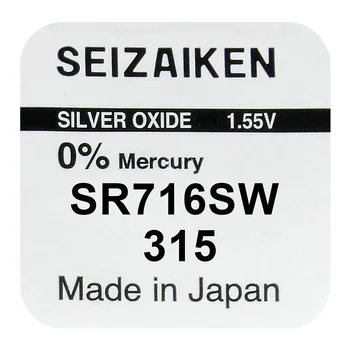 SEIZAIKEN
SILVER OXIDE 1.55V
0% Mercury
SR716SW
315
Made in Japan